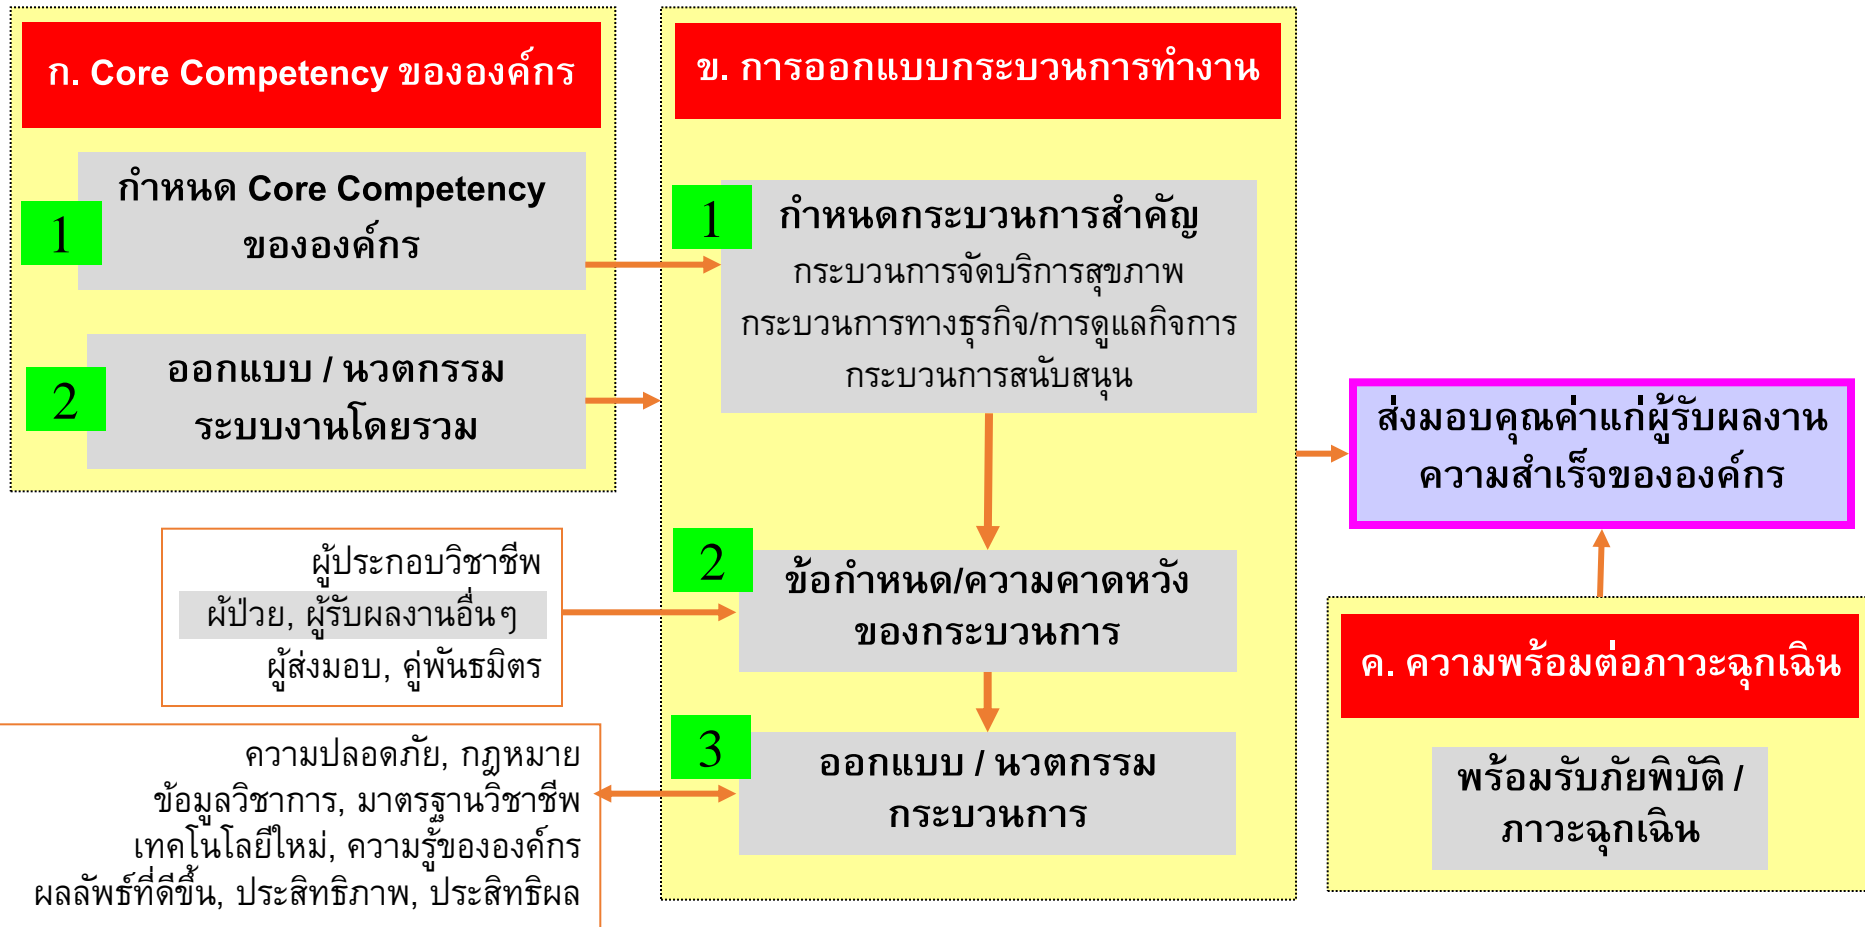 ก. Core Competency ขององค์กร
1
กำหนด Core Competency
ขององค์กร
2
ออกแบบ / นวตกรรม
ระบบงานโดยรวม
ข. การออกแบบกระบวนการทำงาน
1
กำหนดกระบวนการสำคัญ
กระบวนการจัดบริการสุขภาพ
กระบวนการทางธุรกิจ/การดูแลกิจการ
กระบวนการสนับสนุน
2
ข้อกำหนด/ความคาดหวัง
ของกระบวนการ
3
ออกแบบ / นวตกรรม
กระบวนการ
ผู้ประกอบวิชาชีพ
ผ้ป่วย, ผู้รับผลงานอื่นๆ
ผู้ส่งมอบ, คู่พันธมิตร
ความปลอดภัย, กฎหมาย
ข้อมูลวิชาการ, มาตรฐานวิชาชีพ
เทคโนโลยีใหม่, ความรู้ขององค์กร
ผลลัพธ์ที่ดีขึ้น, ประสิทธิภาพ, ประสิทธิผล
ส่งมอบคุณค่าแก่ผู้รับผลงาน
ความสำเร็จขององค์กร
ค. ความพร้อมต่อภาวะฉุกเฉิน
พร้อมรับภัยพิบัติ /
ภาวะฉุกเฉิน